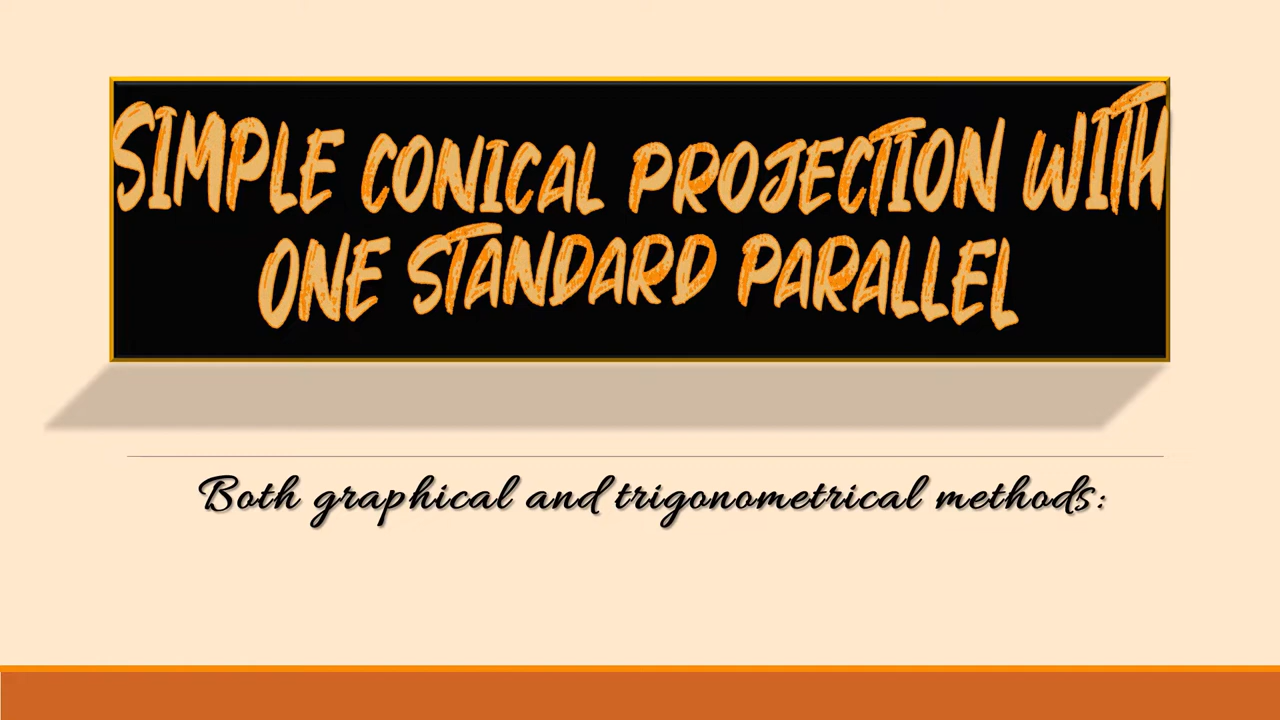 SIMPLE CONICAL PROJECTION WITH
ONE STANDARD PARALLEL
Both graphical and trigonometrical methods: